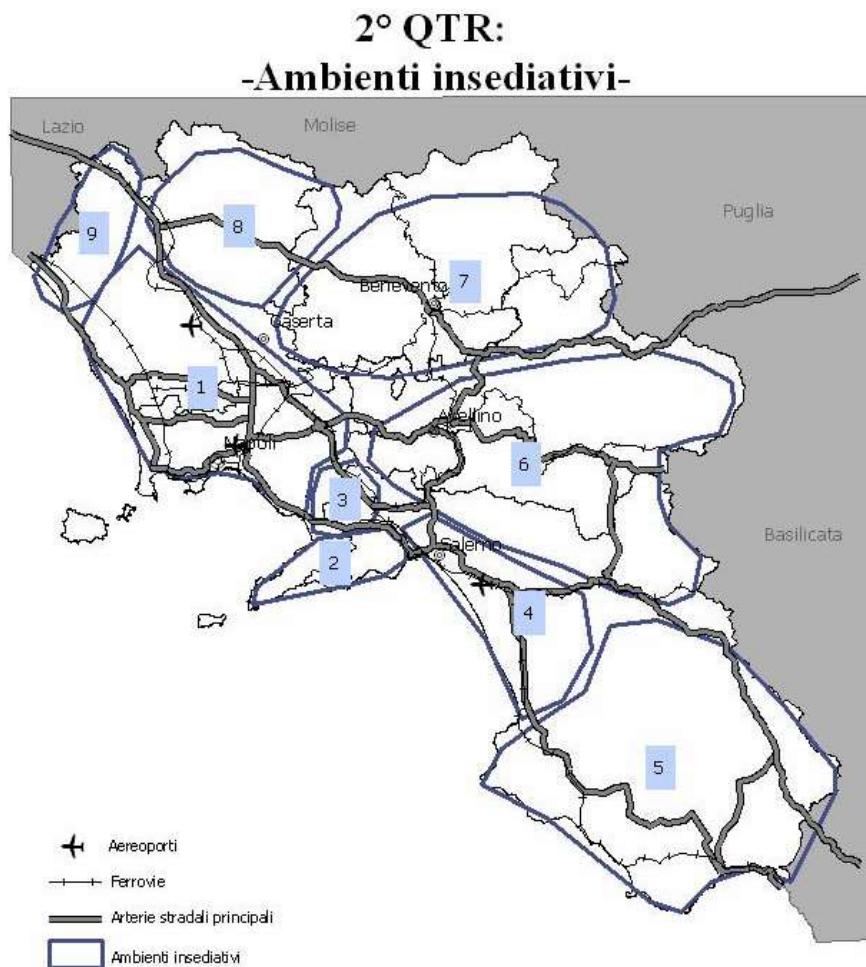 2° QTR:
-Ambienti insediativi-
Lazio
Molise
Puglia
9
8
7
Benevento
Caserta
1
Avellino
Napoli
6
3
Basilicata
Salerno
2
4
5
Aereoporti
Ferrovie
Arterie stradali principali
Ambienti insediativi